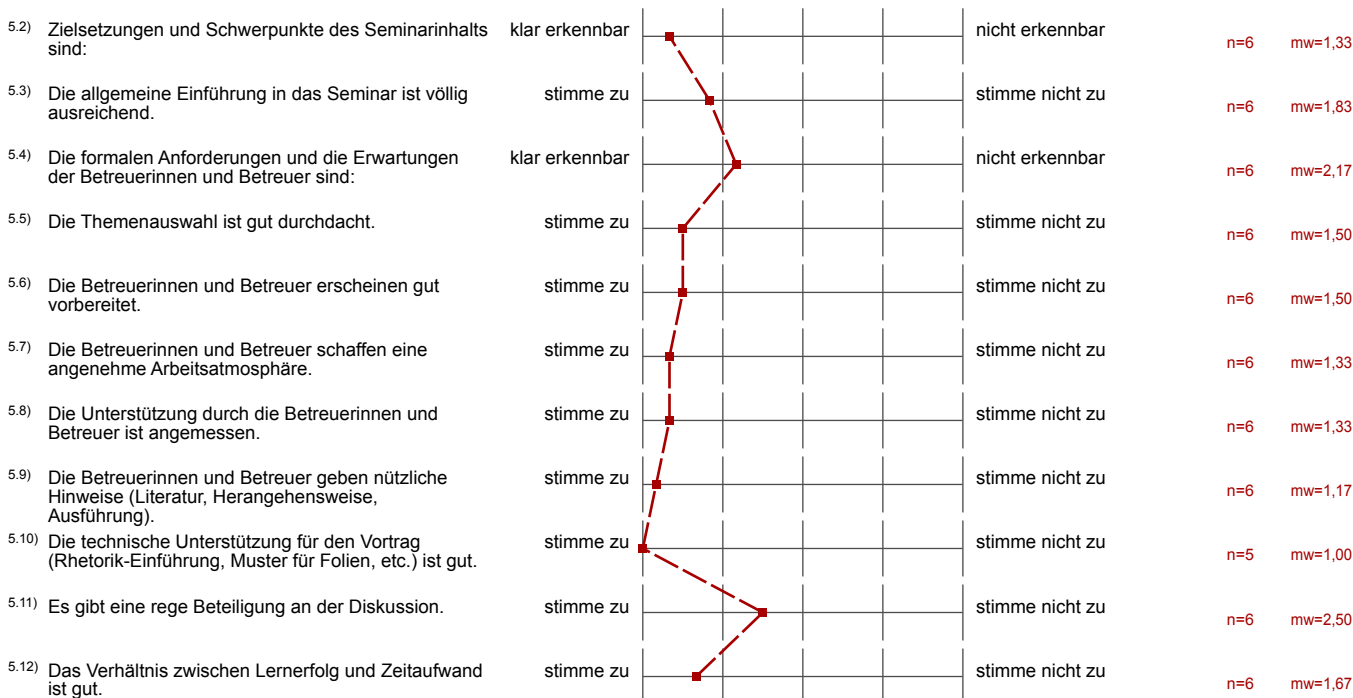 5.2) Zielsetzungen und Schwerpunkte des Seminarinhalts klar erkennbar nicht erkennbar n=6 mw=1,33
sind:
5.3) Die allgemeine Einführung in das Seminar ist völlig stimme zu stimme nicht zu n=6 mw=1,83
ausreichend.
5.4) Die formalen Anforderungen und die Erwartungen klar erkennbar nicht erkennbar n=6 mw=2,17
der Betreuerinnen und Betreuer sind:
5.5) Die Themenauswahl ist gut durchdacht. stimme zu stimme nicht zu n=6 mw=1,50
5.6) Die Betreuerinnen und Betreuer erscheinen gut stimme zu stimme nicht zu n=6 mw=1,50
vorbereitet.
5.7) Die Betreuerinnen und Betreuer schaffen eine stimme zu stimme nicht zu n=6 mw=1,33
angenehme Arbeitsatmosphäre.
5.8) Die Unterstützung durch die Betreuerinnen und stimme zu stimme nicht zu n=6 mw=1,33
Betreuer ist angemessen.
5.9) Die Betreuerinnen und Betreuer geben nützliche stimme zu stimme nicht zu n=6 mw=1,17
Hinweise (Literatur, Herangehensweise,
Ausführung).
5.10) Die technische Unterstützung für den Vortrag stimme zu stimme nicht zu n=5 mw=1,00
(Rhetorik-Einführung, Muster für Folien, etc.) ist gut.
5.11) Es gibt eine rege Beteiligung an der Diskussion. stimme zu stimme nicht zu n=6 mw=2,50
5.12) Das Verhältnis zwischen Lernerfolg und Zeitaufwand stimme zu stimme nicht zu n=6 mw=1,67
ist gut.